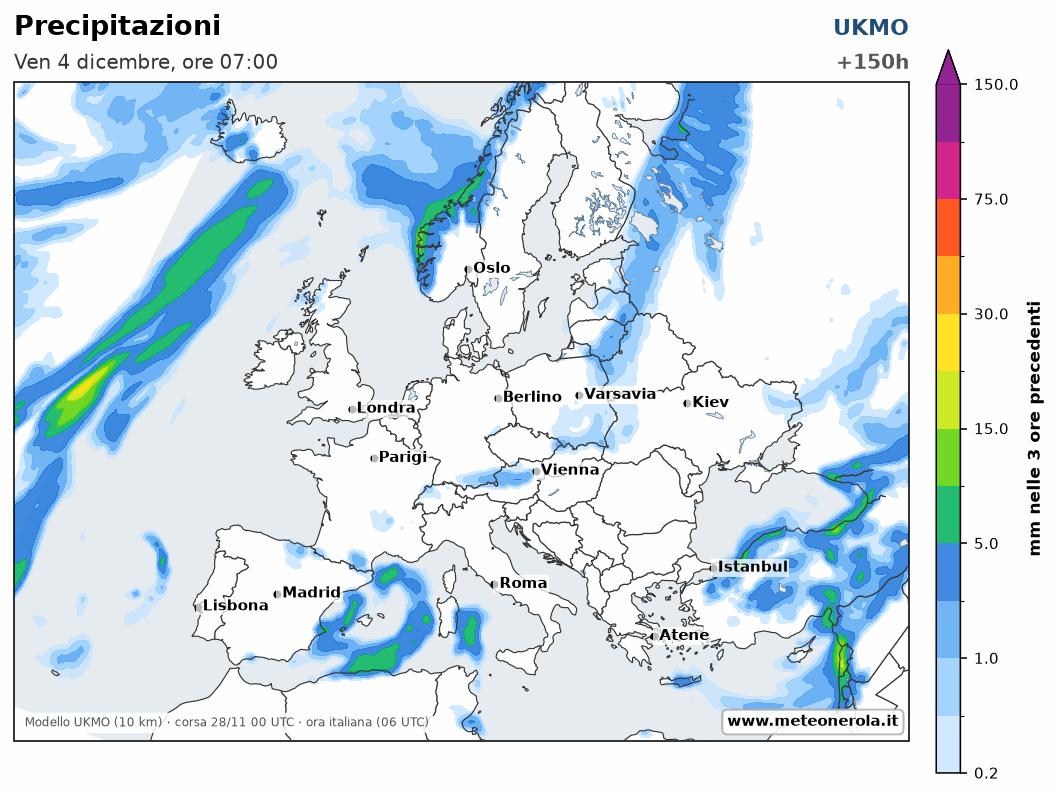 Precipitazioni
UKMO
Ven 4 dicembre, ore 07:00
+150h
150.0
75.0
30.0
15.0
5.0
1.0
0.2
mm nelle 3 ore precedenti
Oslo
Berlino
Varsavia
Kiev
Londra
Parigi
Vienna
Istanbul
Roma
Madrid
Lisbona
Atene
Modello UKMO (10 km) · corsa 28/11 00 UTC · ora italiana (06 UTC)
www.meteonerola.it